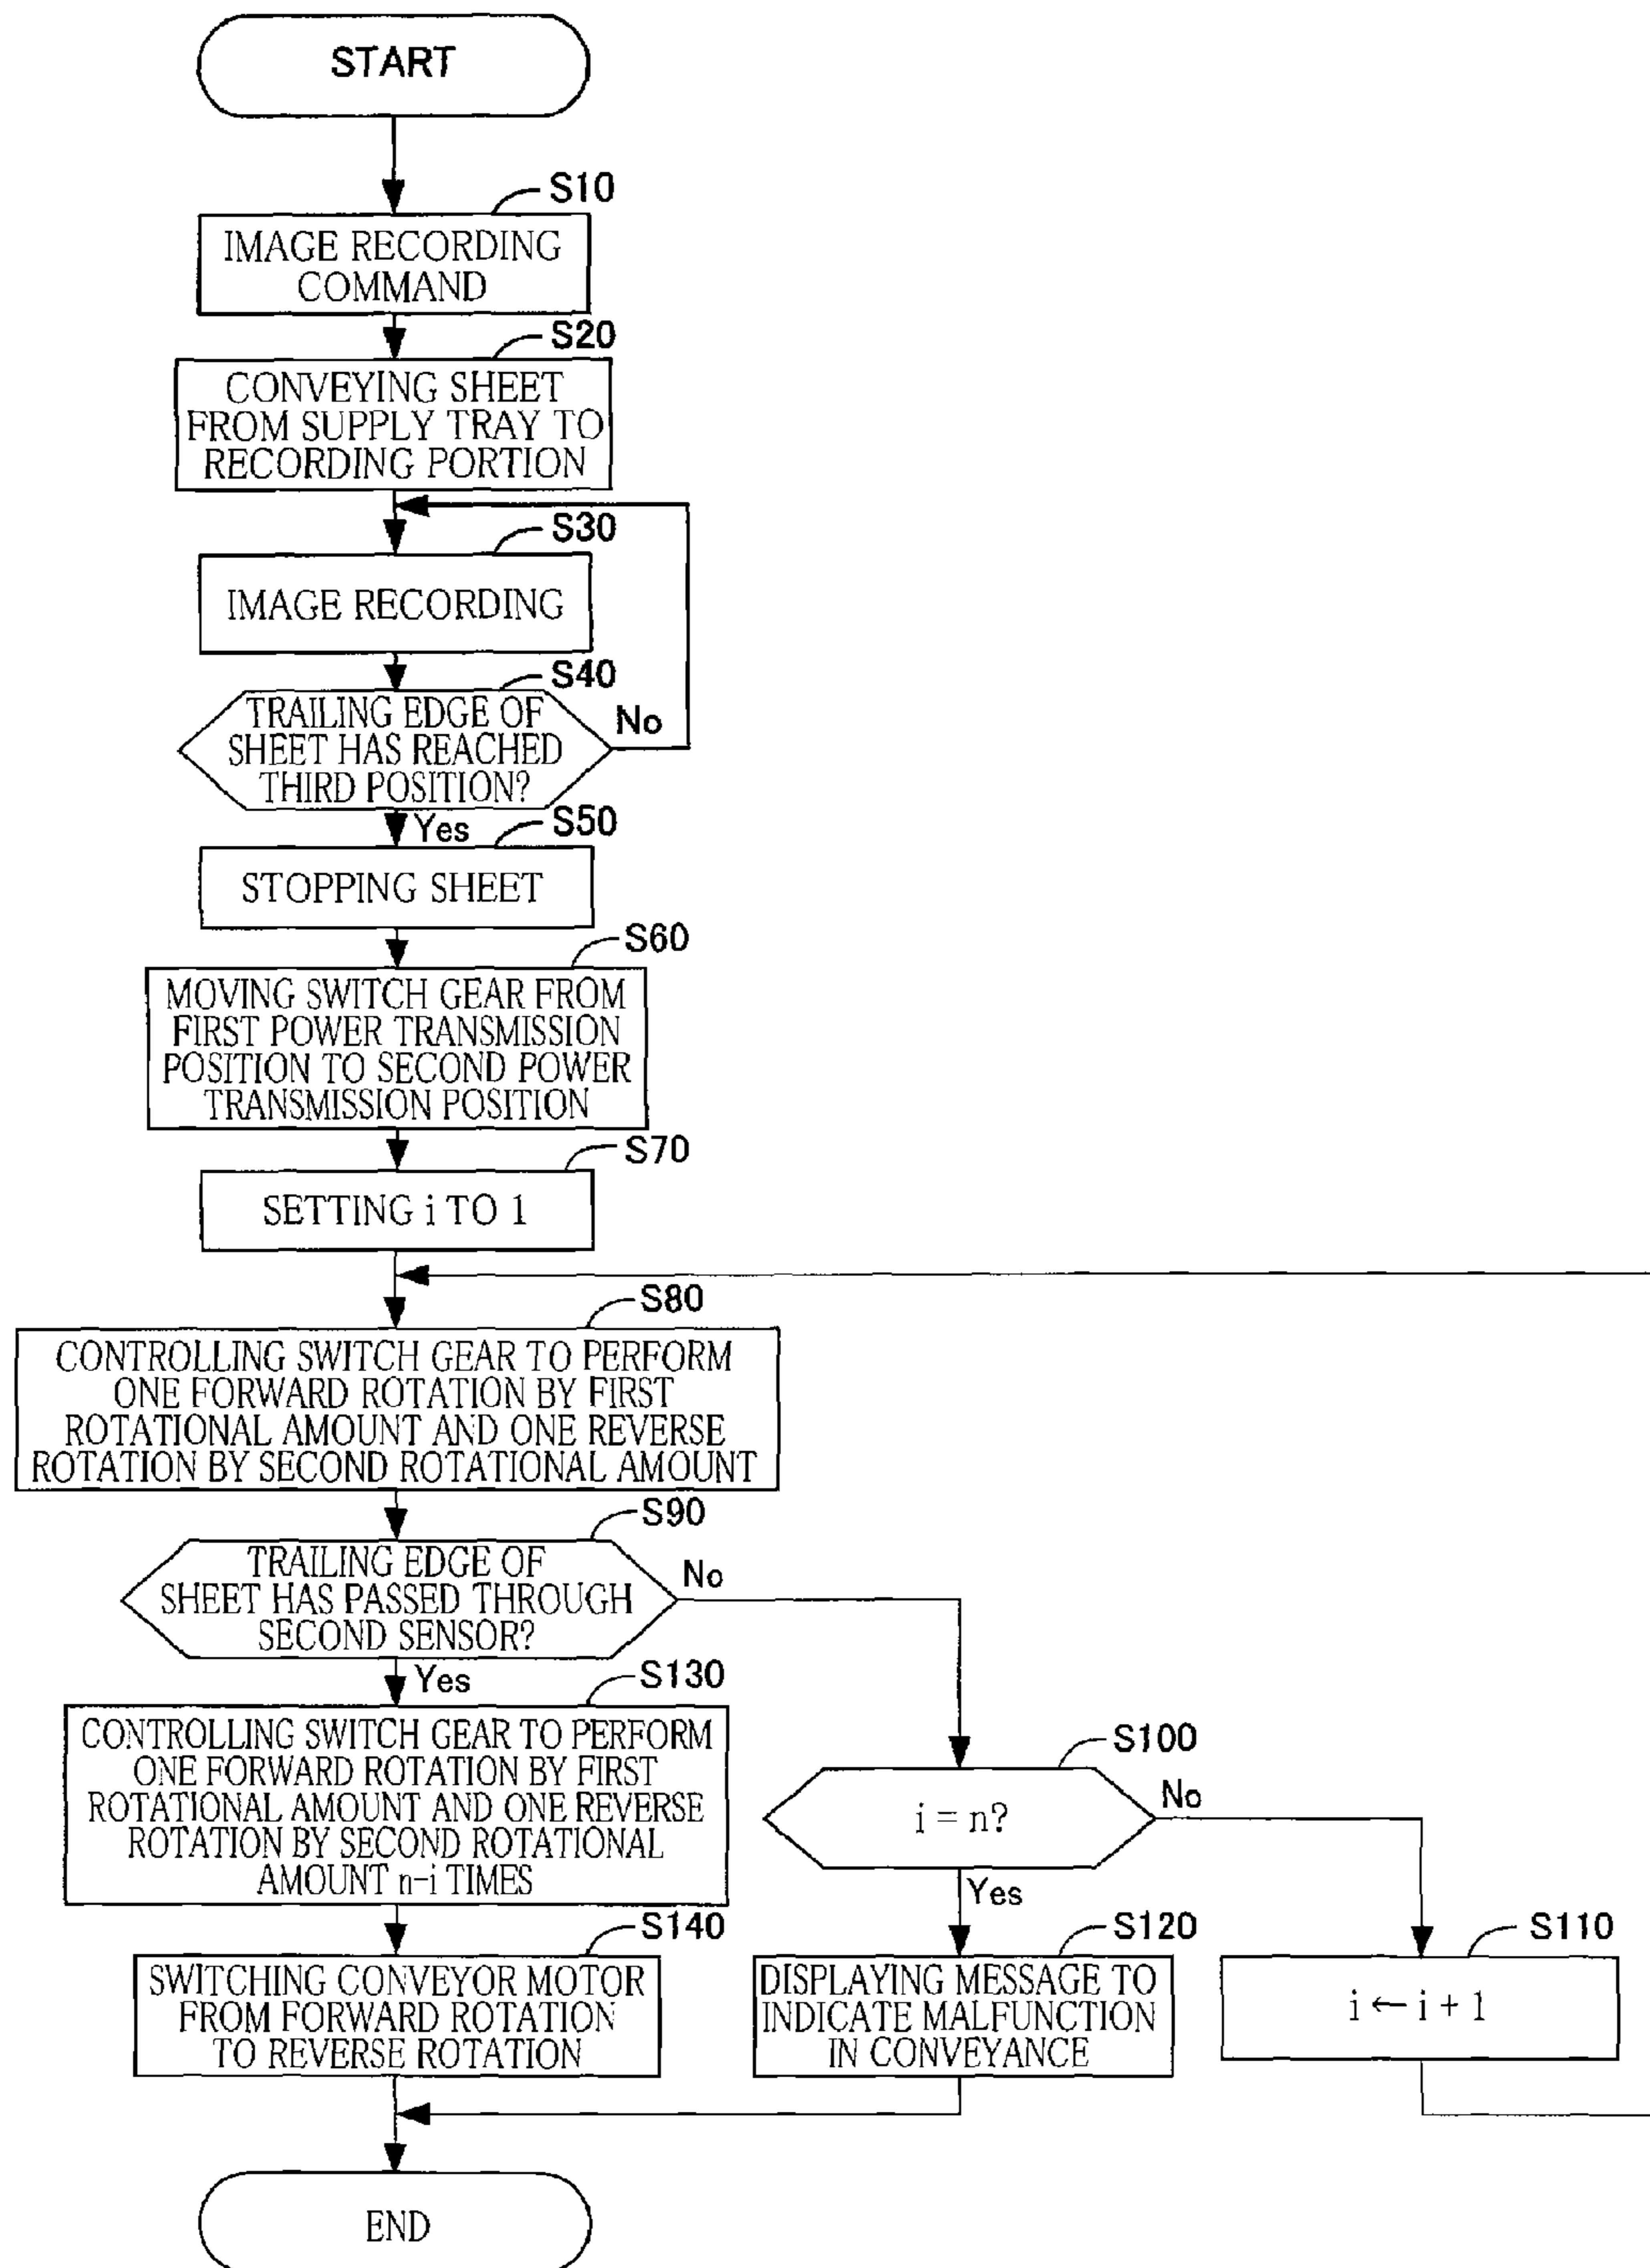 START
S10
IMAGE RECORDING
COMMAND
S20
CONVEYING SHEET
FROM SUPPLY TRAY TO
RECORDING PORTION
S30
IMAGE RECORDING
S40
TRAILING EDGE OF
SHEET HAS REACHED
THIRD POSITION?
No
Yes
S50
STOPPING SHEET
S60
MOVING SWITCH GEAR FROM
FIRST POWER TRANSMISSION
POSITION TO SECOND POWER
TRANSMISSION POSITION
S70
SETTING i TO 1
S80
CONTROLLING SWITCH GEAR TO PERFORM
ONE FORWARD ROTATION BY FIRST
ROTATIONAL AMOUNT AND ONE REVERSE
ROTATION BY SECOND ROTATIONAL AMOUNT
S90
TRAILING EDGE OF
SHEET HAS PASSED THROUGH
SECOND SENSOR?
No
Yes
S130
CONTROLLING SWITCH GEAR TO PERFORM
ONE FORWARD ROTATION BY FIRST
ROTATIONAL AMOUNT AND ONE REVERSE
ROTATION BY SECOND ROTATIONAL
AMOUNT n-i TIMES
S100
i = n?
No
Yes
S140
SWITCHING CONVEYOR MOTOR
FROM FORWARD ROTATION
TO REVERSE ROTATION
S120
DISPLAYING MESSAGE TO
INDICATE MALFUNCTION
IN CONVEYANCE
S110
i ← i + 1
END